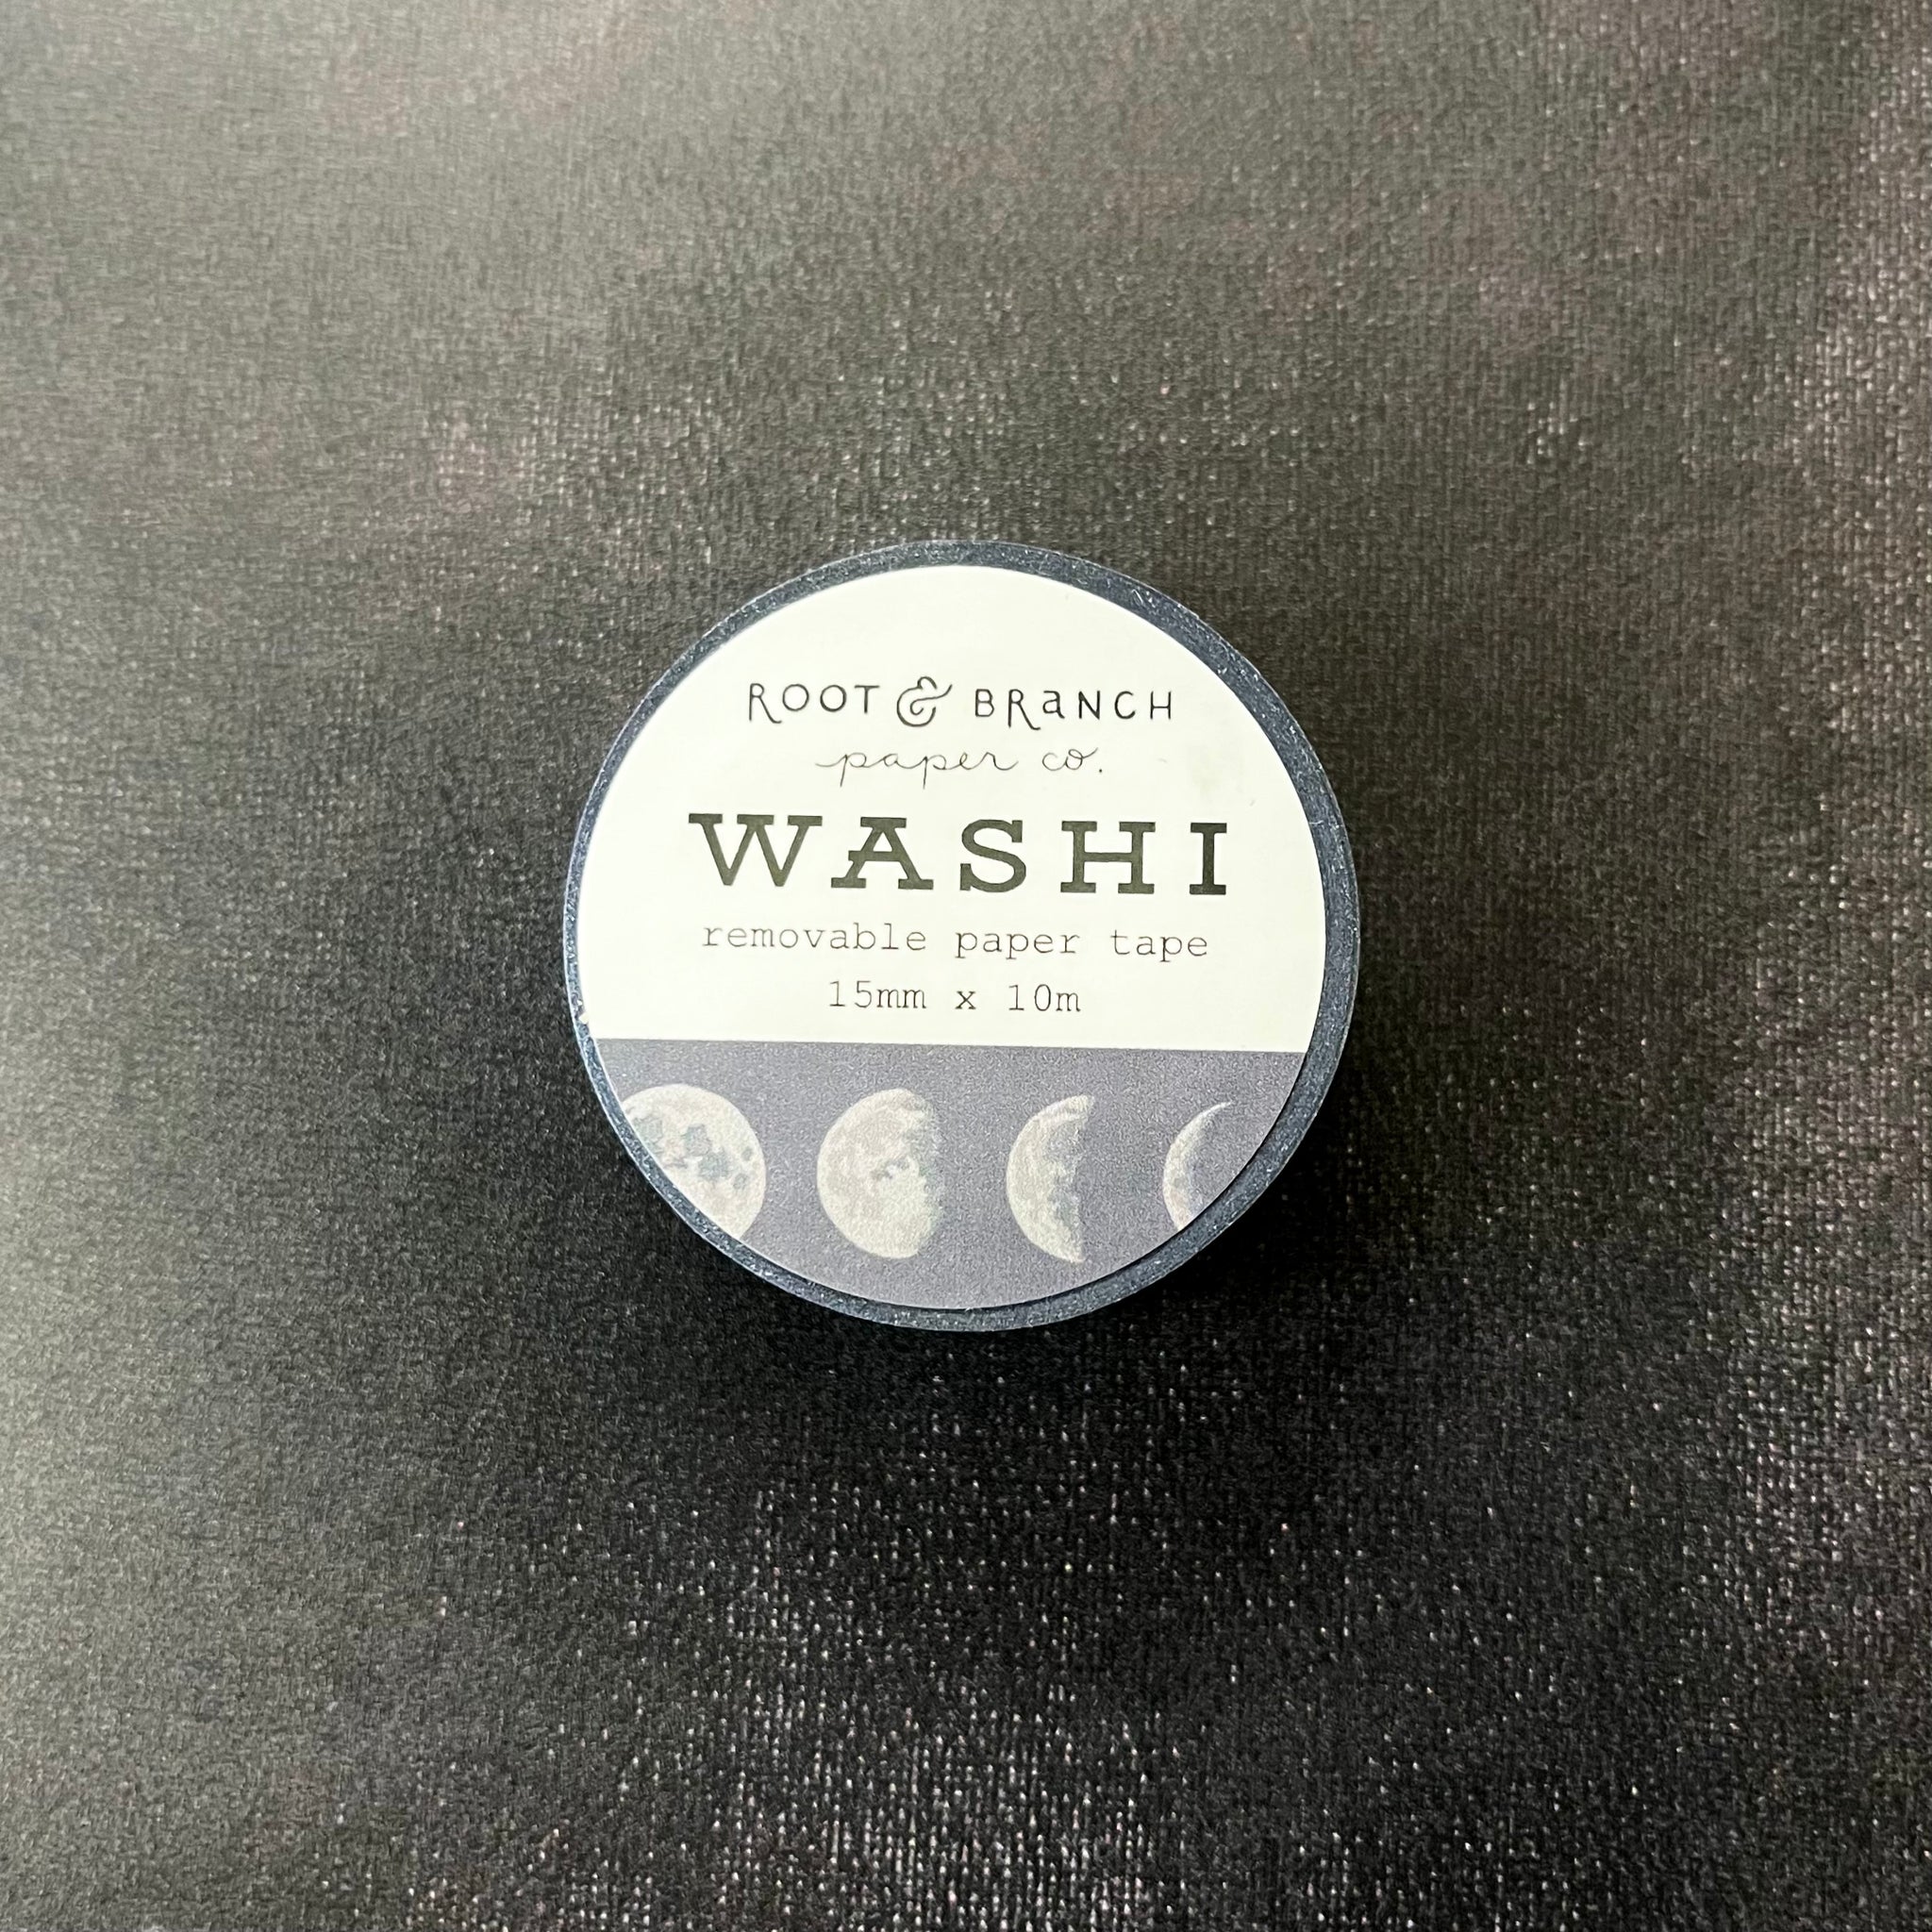 ROOT & BRANCH
paper co.
WASHI
removable paper tape
15mm x 10m